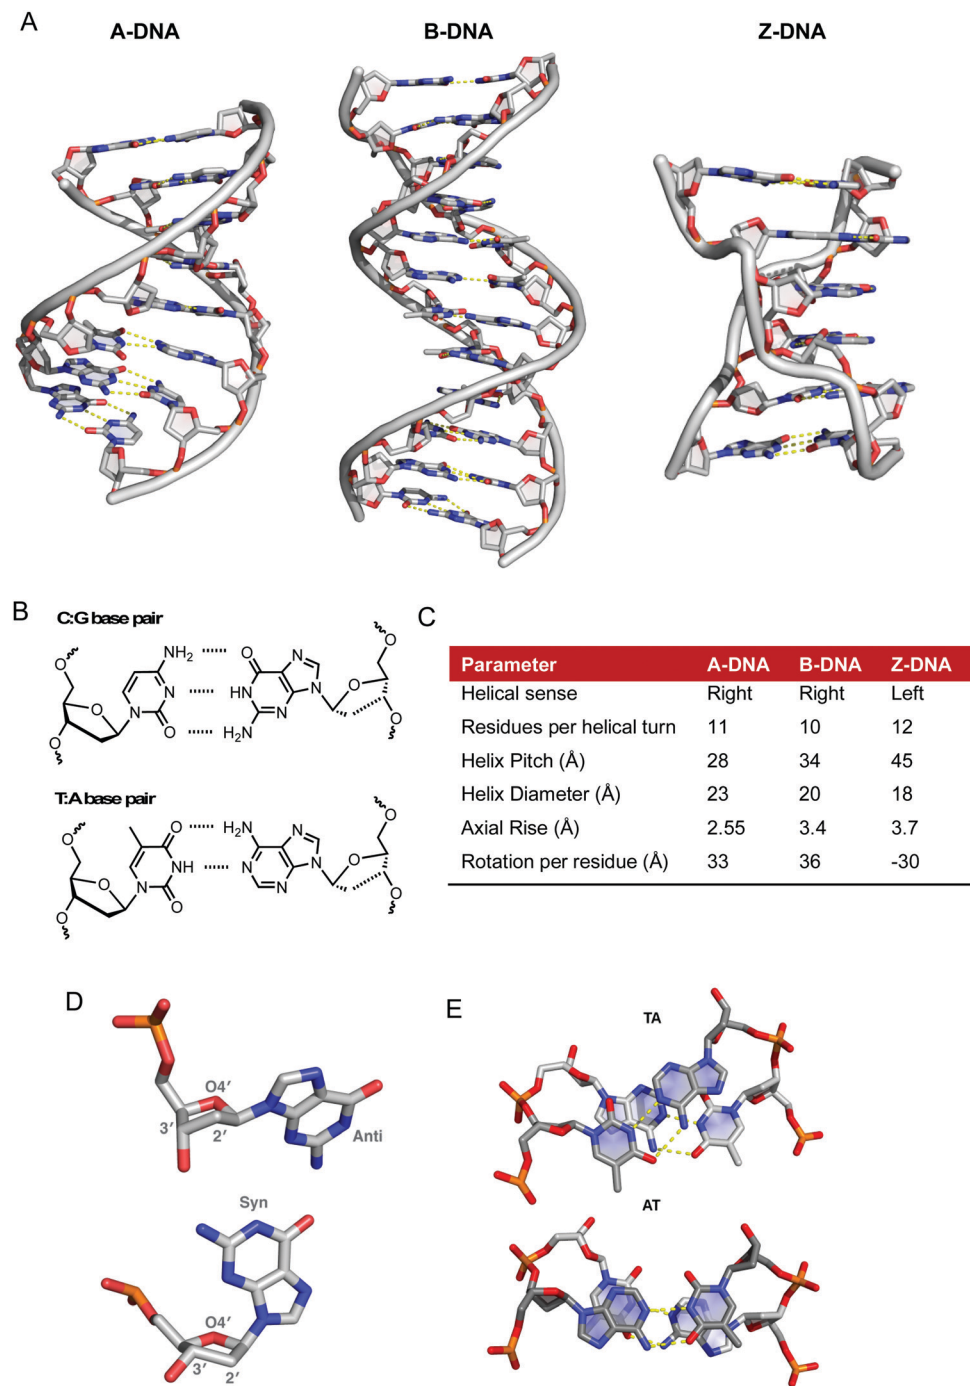 A
A-DNA B-DNA Z-DNA
B
C:G base pair
O NH2 O N O
N HN N O
O N O H2N N O
O
C
Parameter A-DNA B-DNA Z-DNA
Helical sense Right Right Left
Residues per helical turn 11 10 12
Helix Pitch (Å) 28 34 45
Helix Diameter (Å) 23 20 18
Axial Rise (Å) 2.55 3.4 3.7
Rotation per residue (Å) 33 36 -30
T:A base pair
O O H2N N O
O NH N N O
N O N O
O
D
O4′
3′ 2′ Anti
Syn
O4′
3′ 2′
E
TA
AT